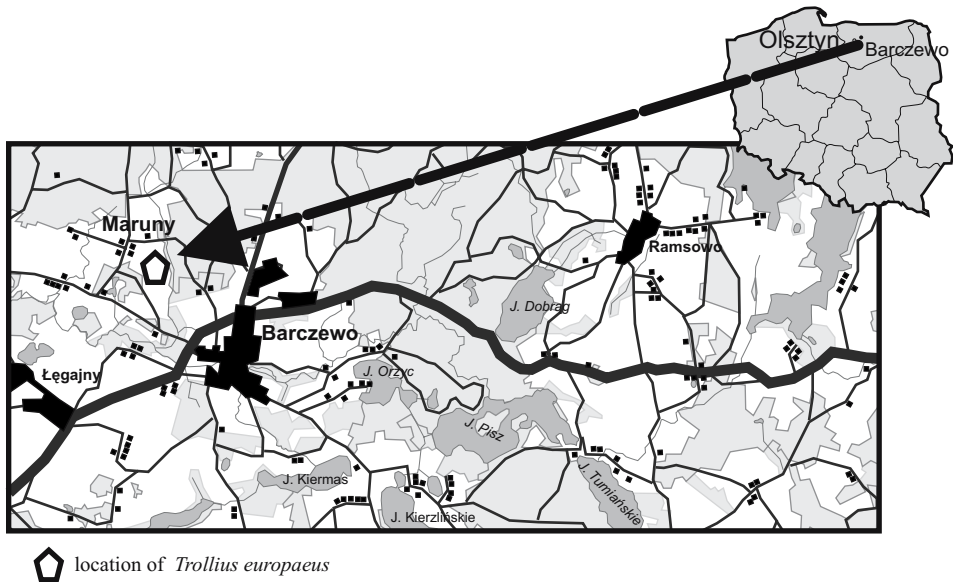 Olsztyn
Barczewo
Maruny
Ramsowo
J. Dobrąg
Barczewo
J. Orzyc
Łęgajny
J. Pisz
J. Kiermas
J. Tumiańskie
J. Kierzlińskie
location of Trollius europaeus